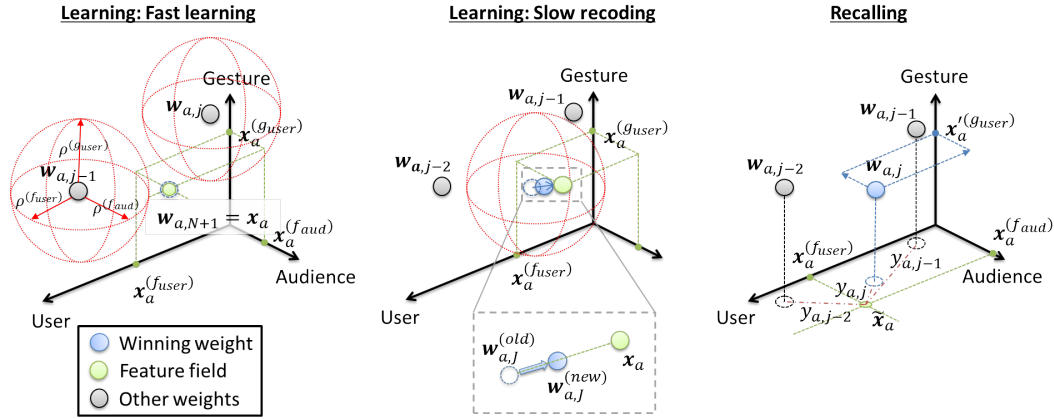 Learning: Fast learning
Gesture
w_{a,j}
x_a^{(g_{user})}
ρ^{(g_{user})}
w_{a,j-1}
ρ^{(f_{user})}
ρ^{(f_{aud})}
w_{a,N+1} = x_a
x_a^{(f_{aud})}
x_a^{(f_{user})}
Audience
User
Winning weight
Feature field
Other weights
Learning: Slow recoding
Gesture
w_{a,j-1}
x_a^{(g_{user})}
w_{a,j-2}
x_a^{(f_{user})}
x_a^{(f_{aud})}
Audience
User
w_{a,J}^{(old)}
x_a
w_{a,J}^{(new)}
Recalling
Gesture
w_{a,j-1}
x'_a^{(g_{user})}
w_{a,j-2}
w_{a,j}
x_a^{(f_{user})}
x_a^{(f_{aud})}
y_{a,j-1}
y_{a,j}
y_{a,j-2}
x̃_a
Audience
User